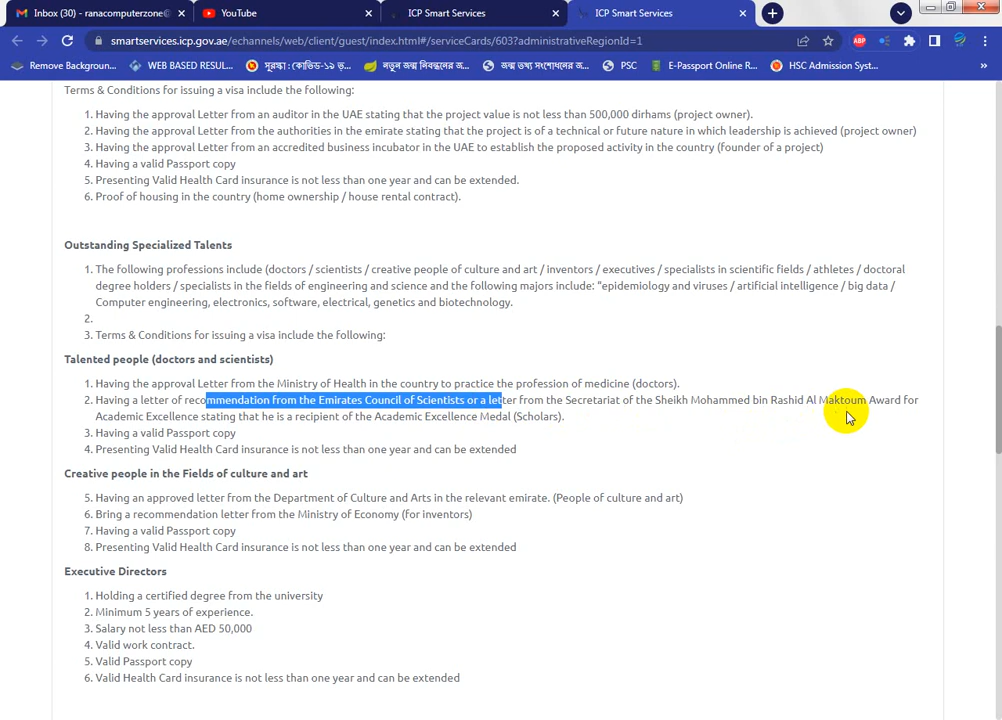 Inbox (30) - ranacomputerzone@
YouTube
ICP Smart Services
ICP Smart Services
smartservices.icp.gov.ae/echannels/web/client/guest/index.html#/serviceCards/603?administrativeRegionId=1
ABP
Remove Backgroun...
WEB BASED RESUL...
সুরক্ষা : কোভিড-১৯ ভ্...
নতুন জন্ম নিবন্ধনের জ...
জন্ম তথ্য সংশোধনের জ...
PSC
E-Passport Online R...
HSC Admission Syst...
»
Terms & Conditions for issuing a visa include the following:
1. Having the approval Letter from an auditor in the UAE stating that the project value is not less than 500,000 dirhams (project owner).
2. Having the approval Letter from the authorities in the emirate stating that the project is of a technical or future nature in which leadership is achieved (project owner)
3. Having the approval Letter from an accredited business incubator in the UAE to establish the proposed activity in the country (founder of a project)
4. Having a valid Passport copy
5. Presenting Valid Health Card insurance is not less than one year and can be extended.
6. Proof of housing in the country (home ownership / house rental contract).
Outstanding Specialized Talents
1. The following professions include (doctors / scientists / creative people of culture and art / inventors / executives / specialists in scientific fields / athletes / doctoral
degree holders / specialists in the fields of engineering and science and the following majors include: “epidemiology and viruses / artificial intelligence / big data /
Computer engineering, electronics, software, electrical, genetics and biotechnology.
2.
3. Terms & Conditions for issuing a visa include the following:
Talented people (doctors and scientists)
1. Having the approval Letter from the Ministry of Health in the country to practice the profession of medicine (doctors).
2. Having a letter of recommendation from the Emirates Council of Scientists or a letter from the Secretariat of the Sheikh Mohammed bin Rashid Al Maktoum Award for
Academic Excellence stating that he is a recipient of the Academic Excellence Medal (Scholars).
3. Having a valid Passport copy
4. Presenting Valid Health Card insurance is not less than one year and can be extended
Creative people in the Fields of culture and art
5. Having an approved letter from the Department of Culture and Arts in the relevant emirate. (People of culture and art)
6. Bring a recommendation letter from the Ministry of Economy (for inventors)
7. Having a valid Passport copy
8. Presenting Valid Health Card insurance is not less than one year and can be extended
Executive Directors
1. Holding a certified degree from the university
2. Minimum 5 years of experience.
3. Salary not less than AED 50,000
4. Valid work contract.
5. Valid Passport copy
6. Valid Health Card insurance is not less than one year and can be extended